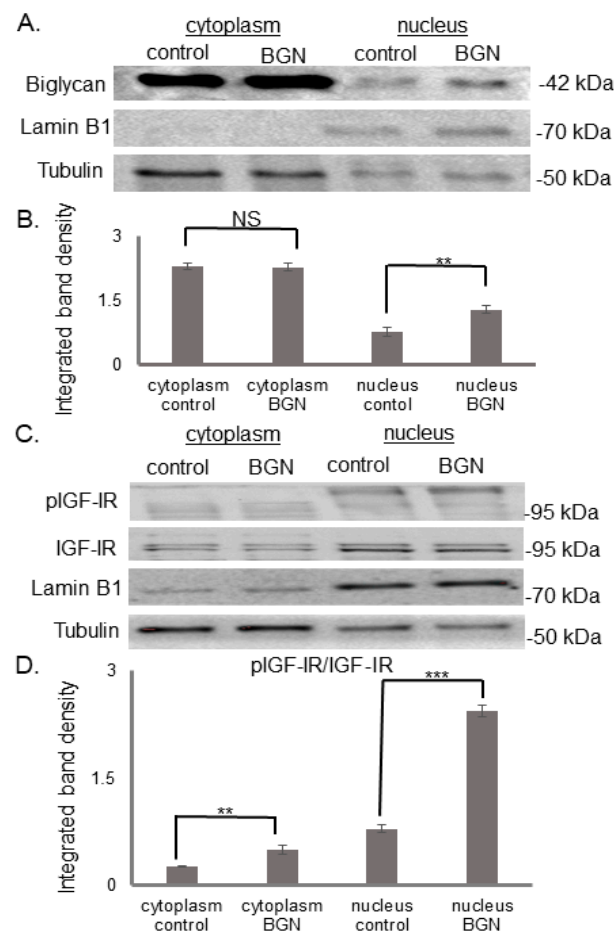 A.
cytoplasm nucleus
control BGN control BGN
Biglycan -42 kDa
Lamin B1 -70 kDa
Tubulin -50 kDa
B.
Integrated band density
3
1.5
0
NS
**
cytoplasm control
cytoplasm BGN
nucleus contol
nucleus BGN
C.
cytoplasm nucleus
control BGN control BGN
pIGF-IR -95 kDa
IGF-IR -95 kDa
Lamin B1 -70 kDa
Tubulin -50 kDa
D.
pIGF-IR/IGF-IR
Integrated band density
3
1.5
0
**
***
cytoplasm control
cytoplasm BGN
nucleus control
nucleus BGN